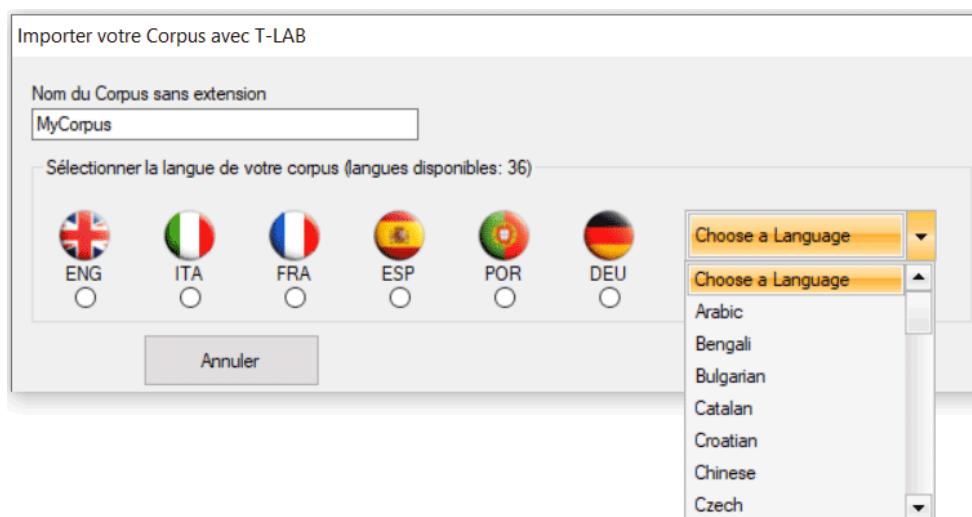 Importer votre Corpus avec T-LAB
Nom du Corpus sans extension
MyCorpus
Sélectionner la langue de votre corpus (langues disponibles: 36)
ENG ITA FRA ESP POR DEU
Choose a Language
Choose a Language
Arabic
Bengali
Bulgarian
Catalan
Croatian
Chinese
Czech
Annuler